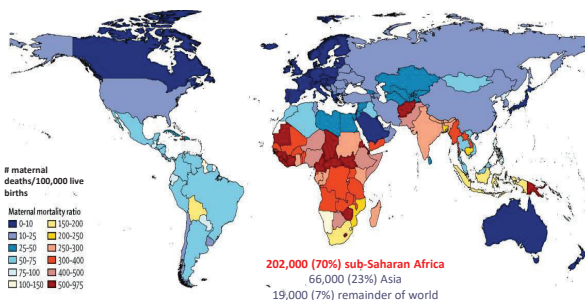 # maternal
deaths/100,000 live
births
Maternal mortality ratio
0-10
10-25
25-50
50-75
75-100
100-150
150-200
200-250
250-300
300-400
400-500
500-975
202,000 (70%) sub-Saharan Africa
66,000 (23%) Asia
19,000 (7%) remainder of world